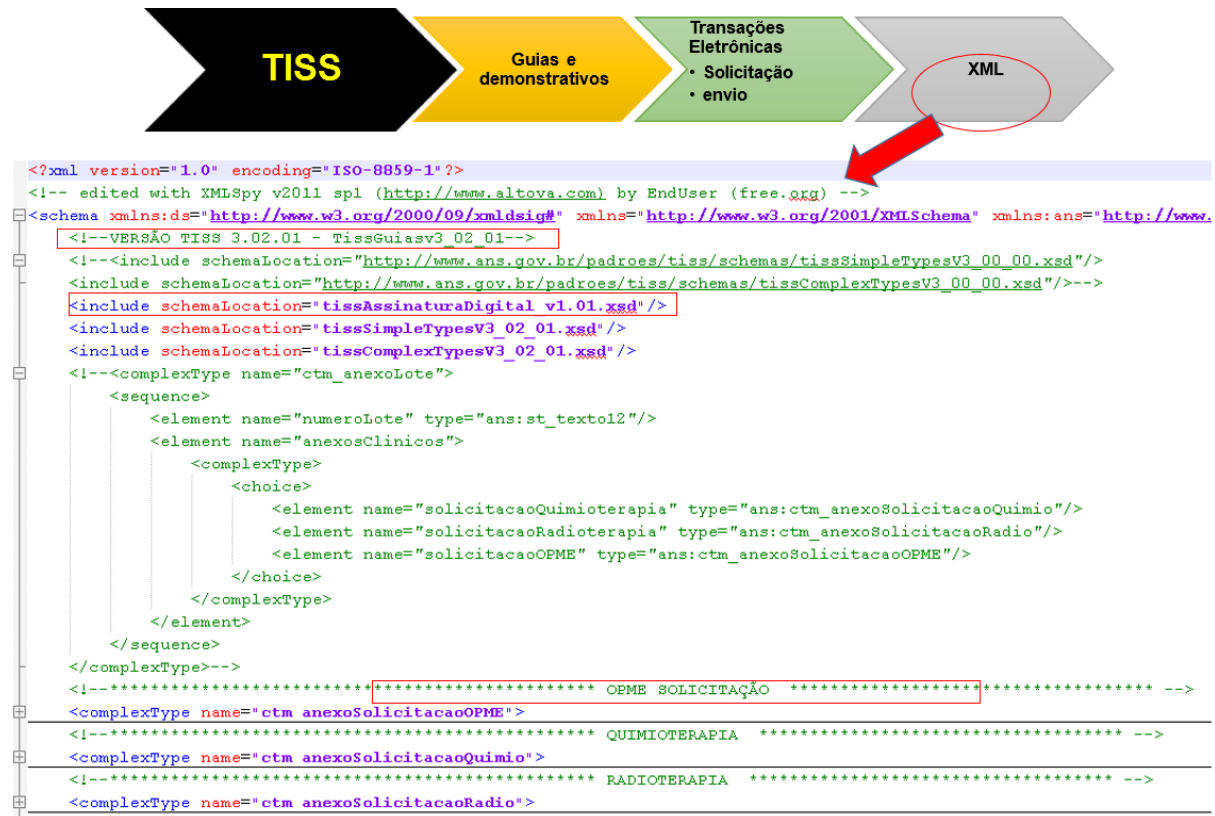 TISS
Guias e
demonstrativos
Transações
Eletrônicas
• Solicitação
• envio
XML
<?xml version="1.0" encoding="ISO-8859-1"?>
<!-- edited with XMLSpy v2011 sp1 (http://www.altova.com) by EndUser (free.org) -->
<schema xmlns:ds="http://www.w3.org/2000/09/xmldsig#" xmlns="http://www.w3.org/2001/XMLSchema" xmlns:ans="http://www.
<!--VERSÃO TISS 3.02.01 - TissGuiasv3_02_01-->
<!--<include schemaLocation="http://www.ans.gov.br/padroes/tiss/schemas/tissSimpleTypesV3_00_00.xsd"/>
<include schemaLocation="http://www.ans.gov.br/padroes/tiss/schemas/tissComplexTypesV3_00_00.xsd"/>-->
<include schemaLocation="tissAssinaturaDigital_v1.01.xsd"/>
<include schemaLocation="tissSimpleTypesV3_02_01.xsd"/>
<include schemaLocation="tissComplexTypesV3_02_01.xsd"/>
<!--<complexType name="ctm_anexoLote">
<sequence>
<element name="numeroLote" type="ans:st_texto12"/>
<element name="anexosClinicos">
<complexType>
<choice>
<element name="solicitacaoQuimioterapia" type="ans:ctm_anexoSolicitacaoQuimio"/>
<element name="solicitacaoRadioterapia" type="ans:ctm_anexoSolicitacaoRadio"/>
<element name="solicitacaoOPME" type="ans:ctm_anexoSolicitacaoOPME"/>
</choice>
</complexType>
</element>
</sequence>
</complexType>-->
<!--************************************************ OPME SOLICITAÇÃO ************************************ -->
<complexType name="ctm_anexoSolicitacaoOPME">
<!--************************************************ QUIMIOTERAPIA ************************************ -->
<complexType name="ctm_anexoSolicitacaoQuimio">
<!--************************************************ RADIOTERAPIA ************************************ -->
<complexType name="ctm_anexoSolicitacaoRadio">